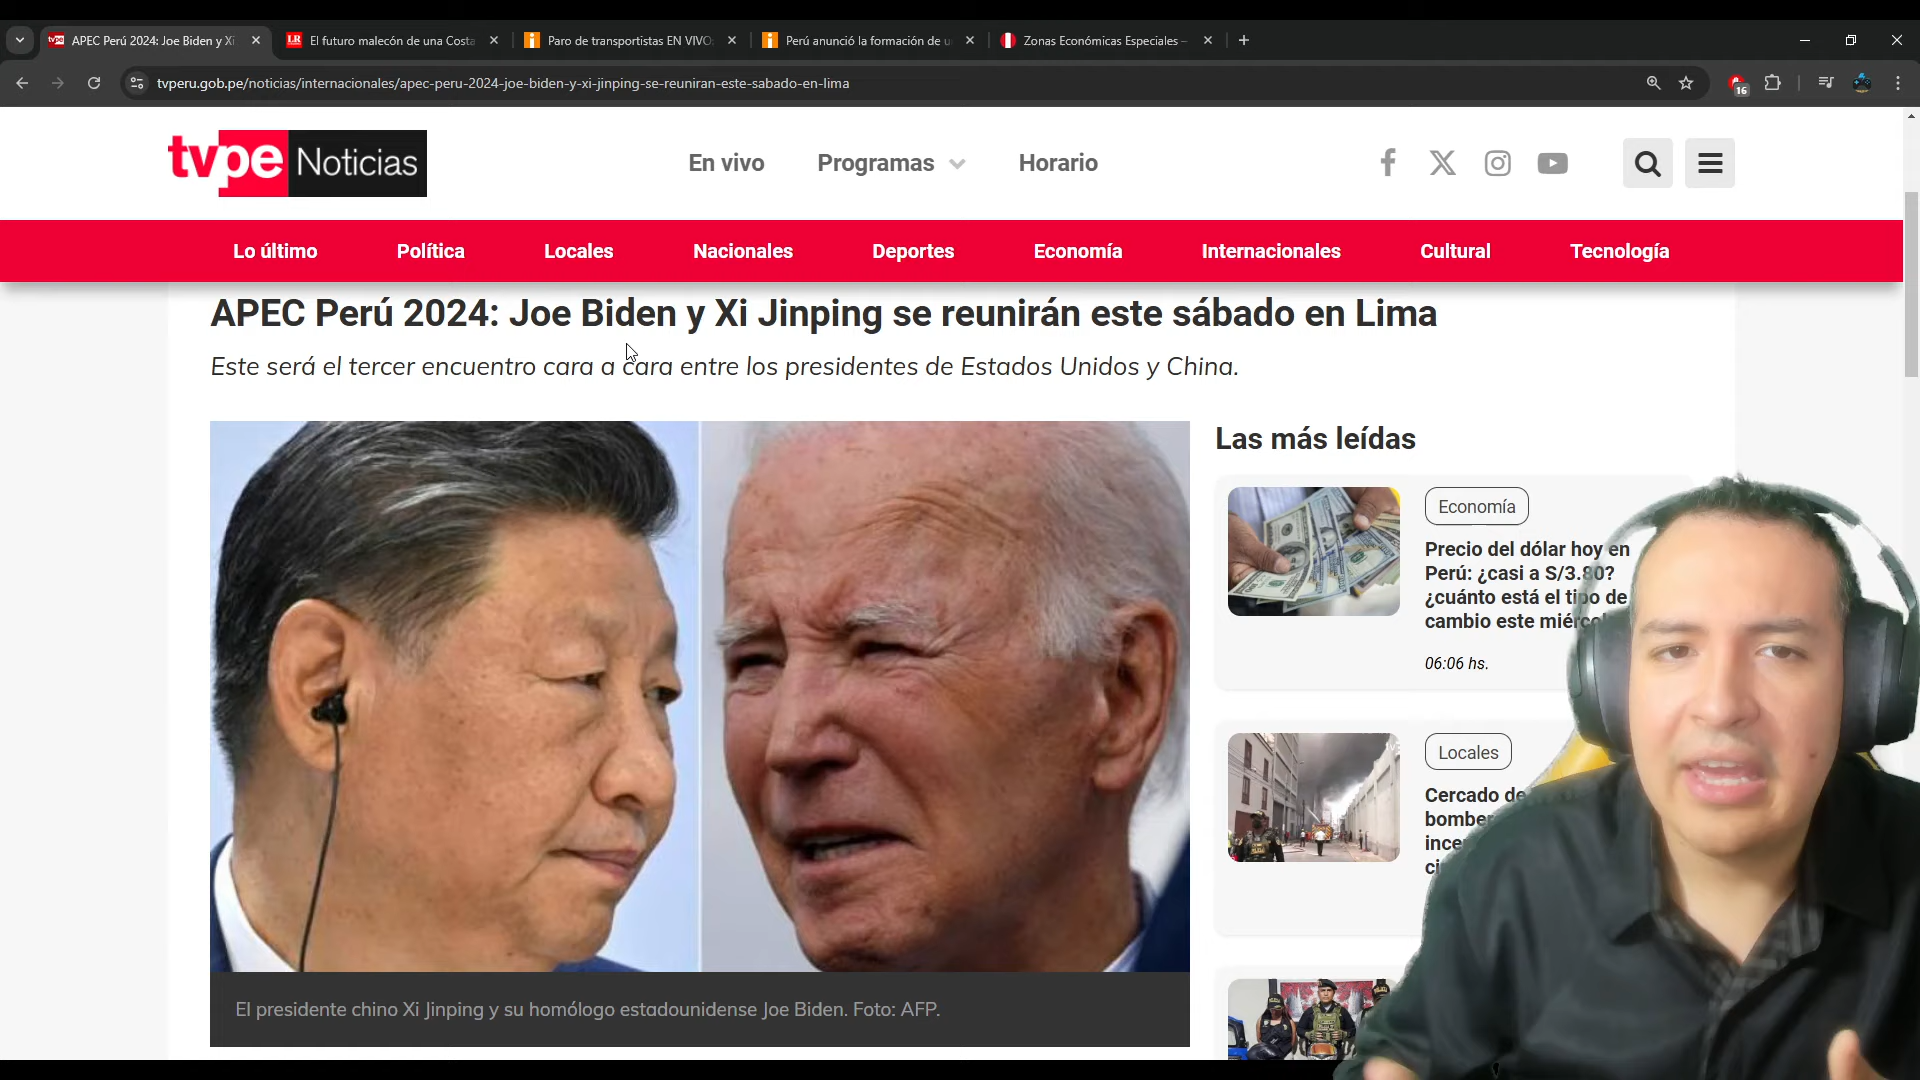 APEC Perú 2024: Joe Biden y Xi
El futuro malecón de una Costa
Paro de transportistas EN VIVO:
Perú anunció la formación de u
Zonas Económicas Especiales –
tvperu.gob.pe/noticias/internacionales/apec-peru-2024-joe-biden-y-xi-jinping-se-reuniran-este-sabado-en-lima
16
tvpe Noticias
En vivo
Programas
Horario
Lo último
Política
Locales
Nacionales
Deportes
Economía
Internacionales
Cultural
Tecnología
APEC Perú 2024: Joe Biden y Xi Jinping se reunirán este sábado en Lima
Este será el tercer encuentro cara a cara entre los presidentes de Estados Unidos y China.
El presidente chino Xi Jinping y su homólogo estadounidense Joe Biden. Foto: AFP.
Las más leídas
Economía
Precio del dólar hoy en
Perú: ¿casi a S/3.80?
¿cuánto está el tipo de
cambio este
06:06 hs.
Locales
Cercado de